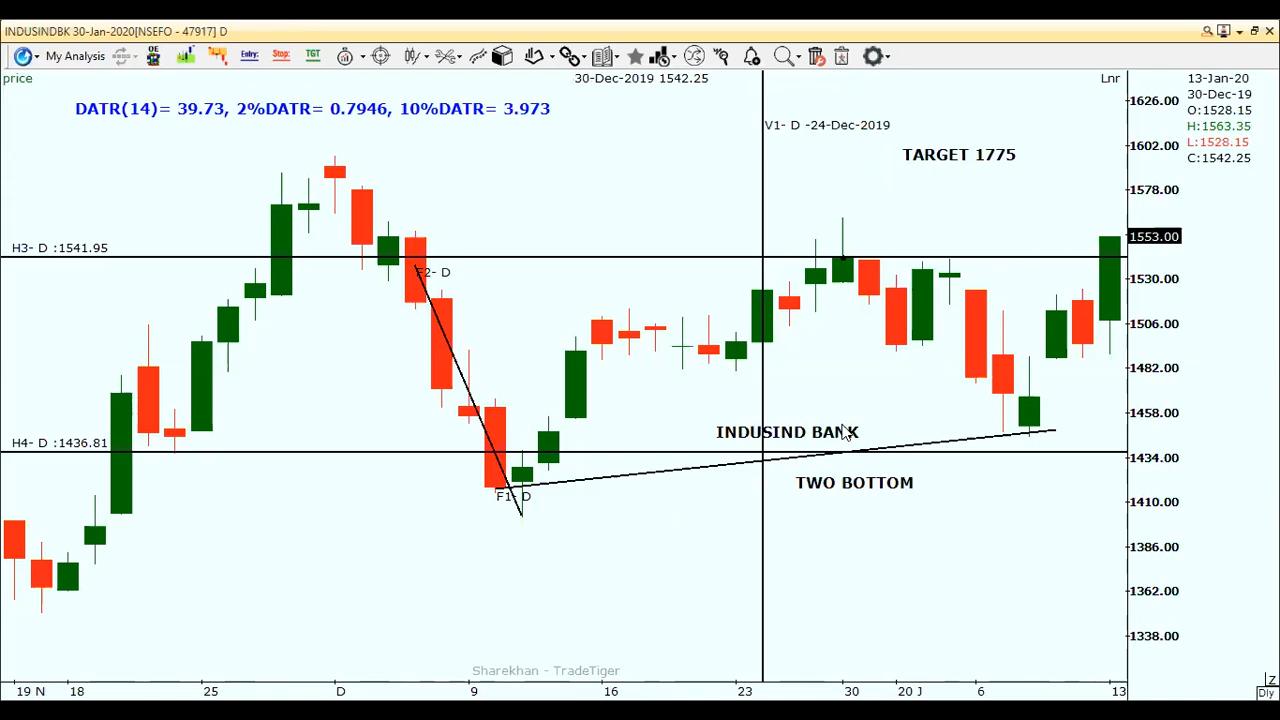 INDUSINDBK 30-Jan-2020[NSEFO - 47917] D
My Analysis OE Entry: Stop: TGT
price 30-Dec-2019 1542.25 Lnr 13-Jan-20
30-Dec-19
O:1528.15
H:1563.35
L:1528.15
C:1542.25
DATR(14)= 39.73, 2%DATR= 0.7946, 10%DATR= 3.973
V1- D -24-Dec-2019
TARGET 1775
H3- D :1541.95
F2- D
INDUSIND BANK
H4- D :1436.81
TWO BOTTOM
F1- D
1626.00
1602.00
1578.00
1553.00
1530.00
1506.00
1482.00
1458.00
1434.00
1410.00
1386.00
1362.00
1338.00
Sharekhan - TradeTiger
19 N 18 25 D 9 16 23 30 20 J 6 13
Z
Dly